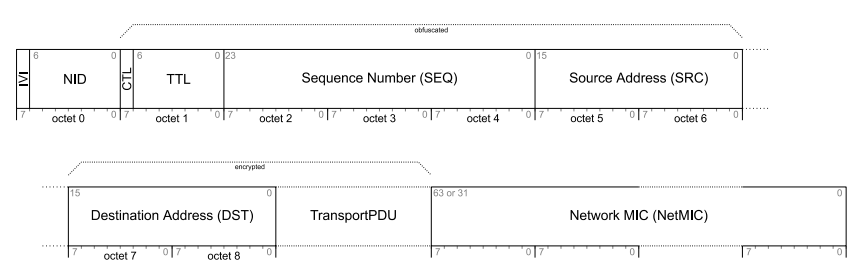 obfuscated
6 0 6 0 23 0 15 0
IVI NID CTL TTL Sequence Number (SEQ) Source Address (SRC)
7 octet 0 0 7 octet 1 0 7 octet 2 0 7 octet 3 0 7 octet 4 0 7 octet 5 0 7 octet 6 0
encrypted
15 0 63 or 31 0
Destination Address (DST) TransportPDU Network MIC (NetMIC)
7 octet 7 0 7 octet 8 0 7 0 7 7 0